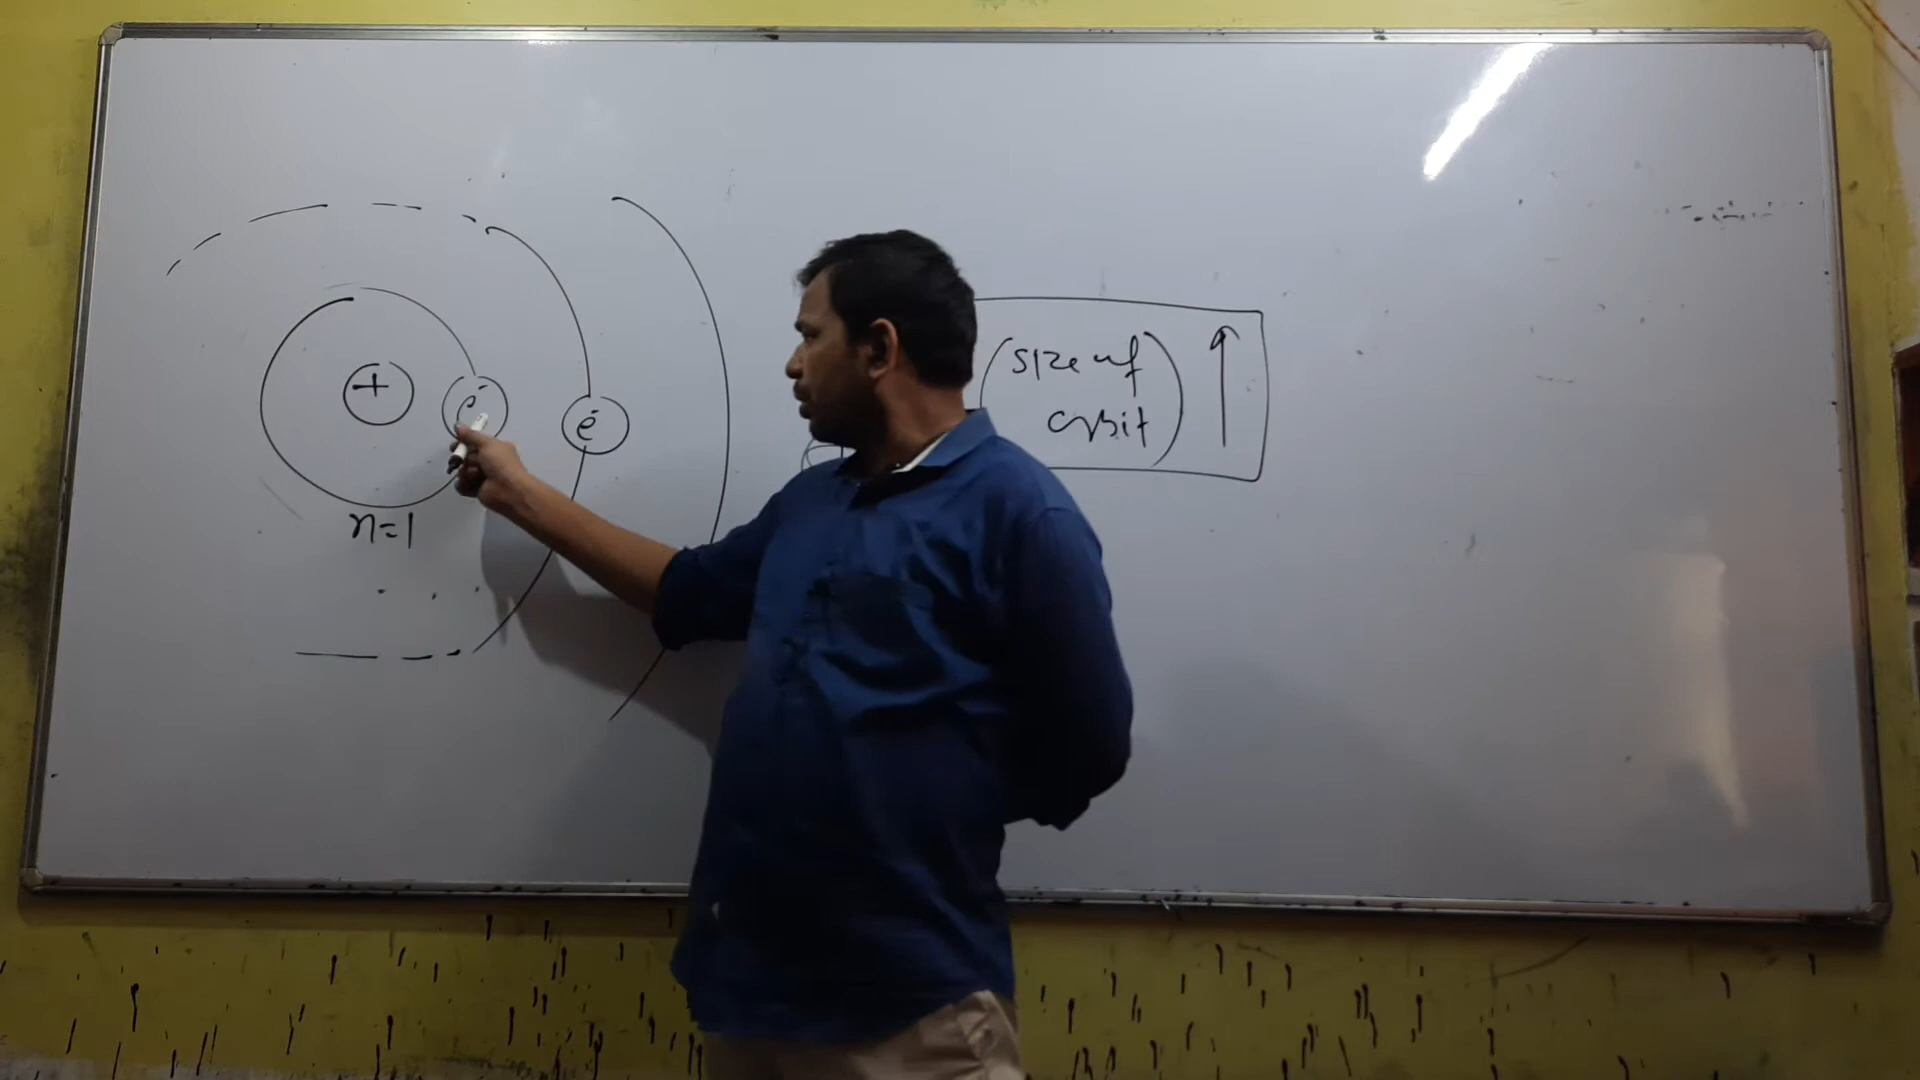 +
e-
e-
n=1
(size of
orbit) ↑